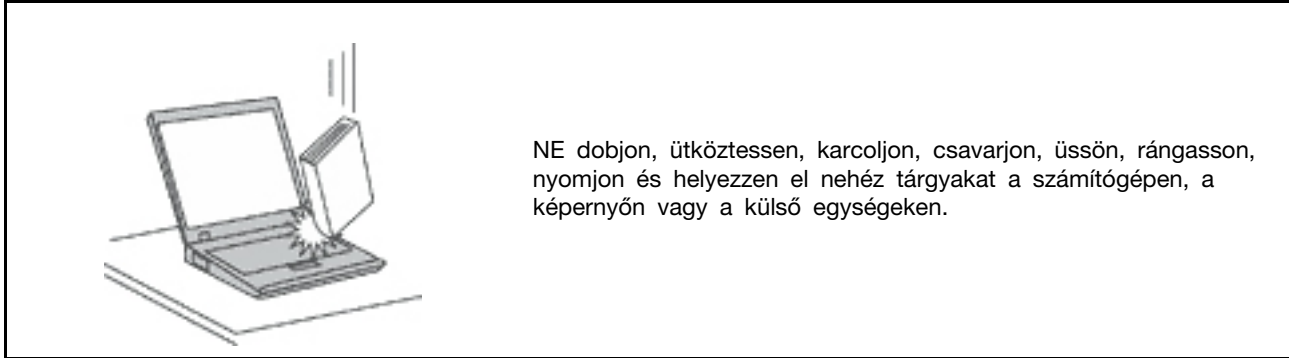 NE dobjon, ütköztessen, karcoljon, csavarjon, üssön, rángasson,
nyomjon és helyezzen el nehéz tárgyakat a számítógépen, a
képernyőn vagy a külső egységeken.